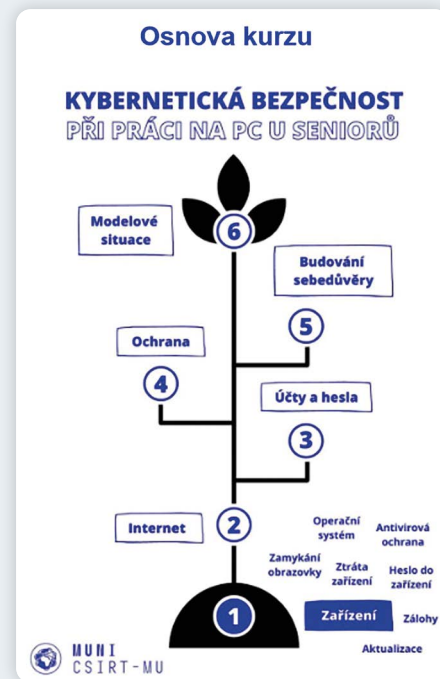 Osnova kurzu
KYBERNETICKÁ BEZPEČNOST
PŘI PRÁCI NA PC U SENIORŮ
6
Modelové
situace
Budování
sebedůvěry
5
Ochrana
4
Účty a hesla
3
Internet
2
Operační
systém
Antivirová
ochrana
Zamykání
obrazovky
Ztráta
zařízení
Heslo do
zařízení
1
Zařízení
Zálohy
Aktualizace
MUNI
CSIRT-MU